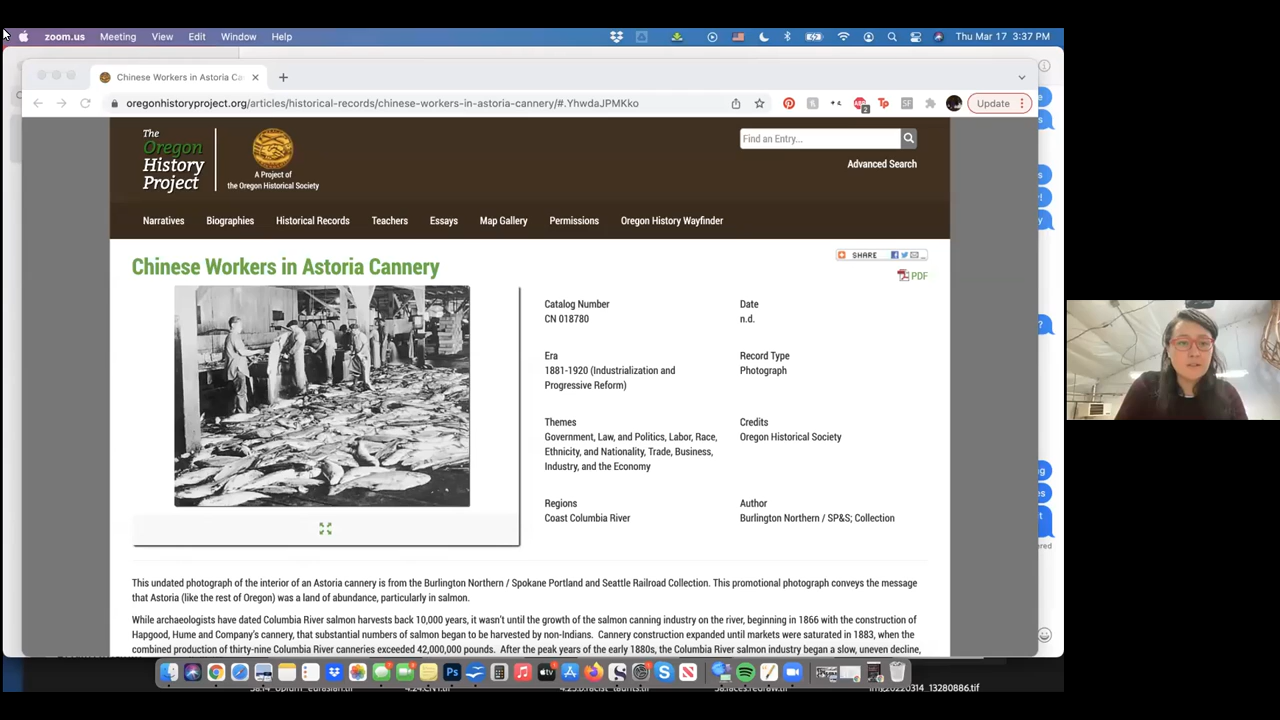 zoom.us Meeting View Edit Window Help
Thu Mar 17 3:37 PM
Chinese Workers in Astoria Ca
oregonhistoryproject.org/articles/historical-records/chinese-workers-in-astoria-cannery/#.YhwdaJPMKko
Update
The
Oregon
History
Project
A Project of
the Oregon Historical Society
Find an Entry...
Advanced Search
Narratives Biographies Historical Records Teachers Essays Map Gallery Permissions Oregon History Wayfinder
Chinese Workers in Astoria Cannery
SHARE
PDF
Catalog Number
CN 018780
Date
n.d.
Era
1881-1920 (Industrialization and
Progressive Reform)
Record Type
Photograph
Themes
Government, Law, and Politics, Labor, Race,
Ethnicity, and Nationality, Trade, Business,
Industry, and the Economy
Credits
Oregon Historical Society
Regions
Coast Columbia River
Author
Burlington Northern / SP&S; Collection
This undated photograph of the interior of an Astoria cannery is from the Burlington Northern / Spokane Portland and Seattle Railroad Collection. This promotional photograph conveys the message
that Astoria (like the rest of Oregon) was a land of abundance, particularly in salmon.
While archaeologists have dated Columbia River salmon harvests back 10,000 years, it wasn't until the growth of the salmon canning industry on the river, beginning in 1866 with the construction of
Hapgood, Hume and Company's cannery, that substantial numbers of salmon began to be harvested by non-Indians. Cannery construction expanded until markets were saturated in 1883, when the
combined production of thirty-nine Columbia River canneries exceeded 42,000,000 pounds. After the peak years of the early 1880s, the Columbia River salmon industry began a slow, uneven decline,